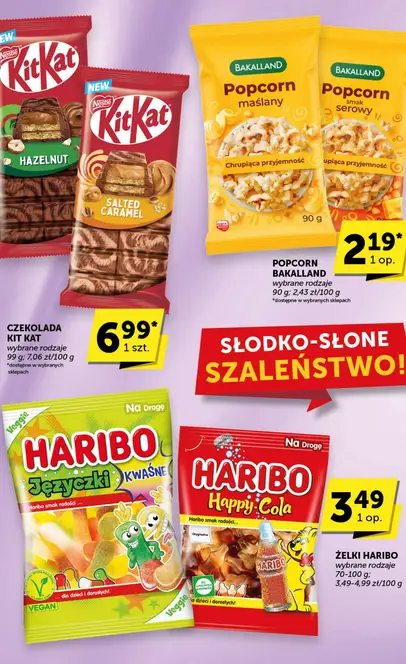 NEW
Nestlé
KitKat
HAZELNUT
NEW
Nestlé
KitKat
SALTED
CARAMEL
BAKALLAND
Popcorn
maślany
Chrupiąca przyjemność
90 g
BAKALLAND
Popcorn
smak
serowy
Chrupiąca przyjemność
2.19*
1 op.
POPCORN
BAKALLAND
wybrane rodzaje
90 g; 2,43 zł/100 g
*dostępne w wybranych sklepach
CZEKOLADA
KIT KAT
wybrane rodzaje
99 g; 7,06 zł/100 g
*dostępne w wybranych
sklepach
6.99*
1 szt.
SŁODKO-SŁONE
SZALEŃSTWO!
Veggie
Na Drogę
HARIBO
Języczki
KWAŚNE
Haribo smak radości...
VEGAN
... dla dzieci i dorosłych!
Veggie
Na Drogę
HARIBO
Happy-Cola
Haribo smak radości...
Oryginalne
HARIBO
dla dzieci i dorosłych!
3.49
1 op.
ŻELKI HARIBO
wybrane rodzaje
70-100 g;
3,49-4,99 zł/100 g